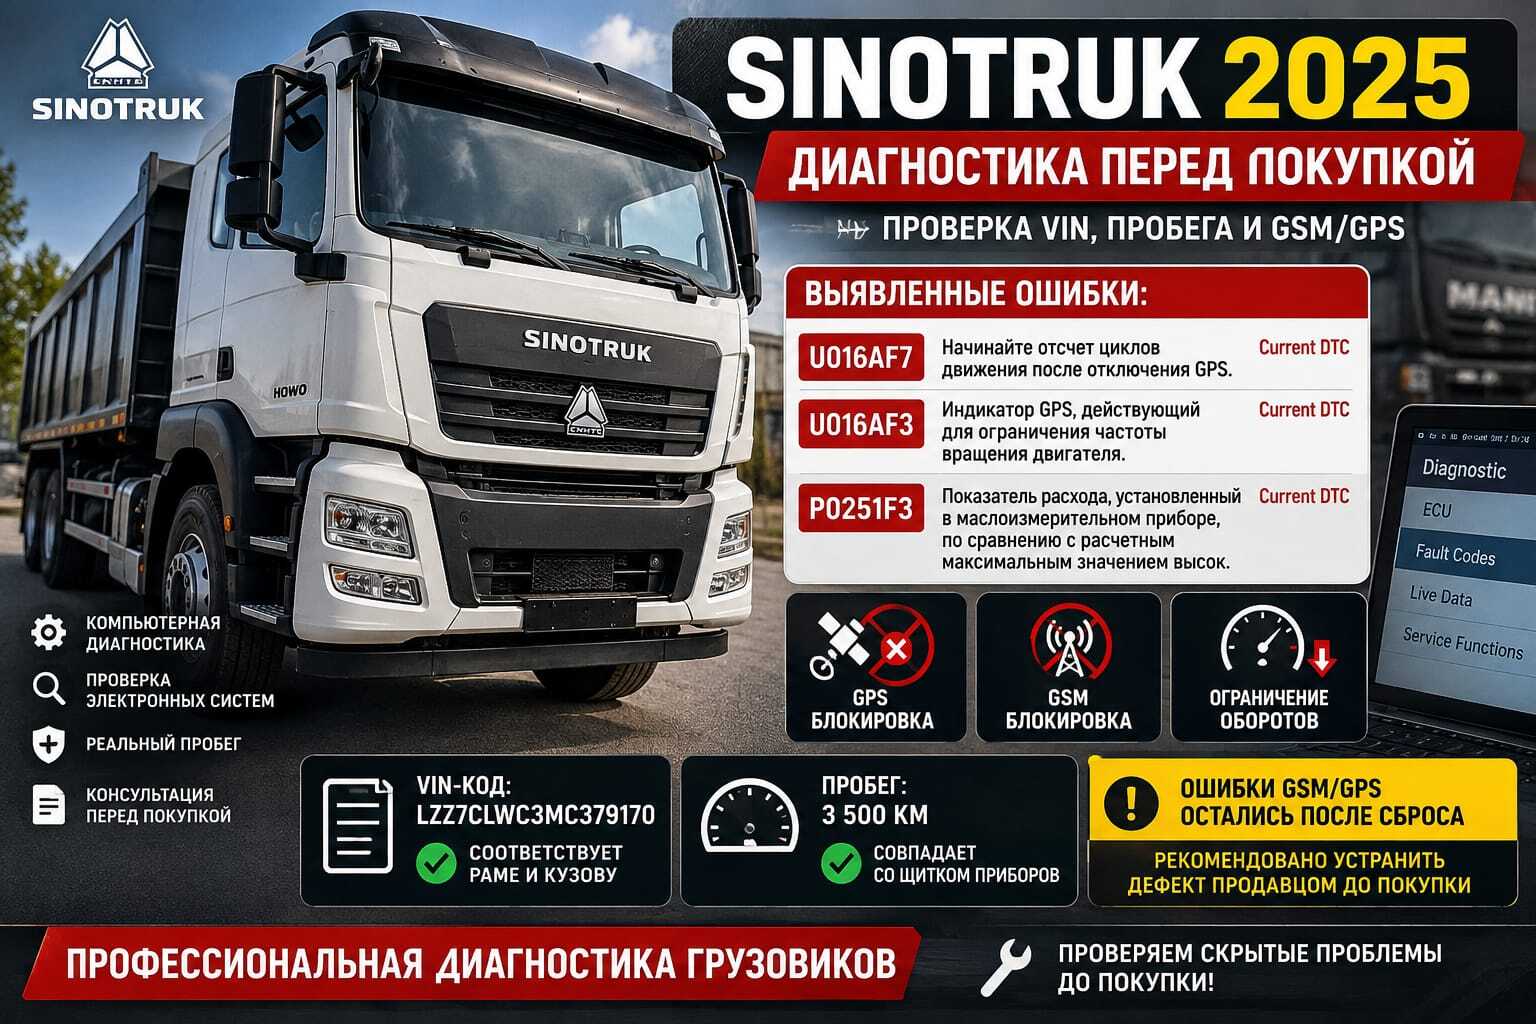 CNHTC
SINOTRUK
SINOTRUK 2025
ДИАГНОСТИКА ПЕРЕД ПОКУПКОЙ
ПРОВЕРКА VIN, ПРОБЕГА И GSM/GPS
SINOTRUK
CNHTC
HOWO
MAN
ВЫЯВЛЕННЫЕ ОШИБКИ:
U016AF7
Начинайте отсчет циклов
движения после отключения GPS.
Current DTC
U016AF3
Индикатор GPS, действующий
для ограничения частоты
вращения двигателя.
Current DTC
P0251F3
Показатель расхода, установленный
в маслоизмерительном приборе,
по сравнению с расчетным
максимальным значением высок.
Current DTC
Diagnostic
ECU
Fault Codes
Live Data
Service Functions
GPS
БЛОКИРОВКА
GSM
БЛОКИРОВКА
ОГРАНИЧЕНИЕ
ОБОРОТОВ
КОМПЬЮТЕРНАЯ
ДИАГНОСТИКА
ПРОВЕРКА
ЭЛЕКТРОННЫХ СИСТЕМ
РЕАЛЬНЫЙ ПРОБЕГ
КОНСУЛЬТАЦИЯ
ПЕРЕД ПОКУПКОЙ
VIN-КОД:
LZZ7CLWC3MC379170
СООТВЕТСТВУЕТ
РАМЕ И КУЗОВУ
ПРОБЕГ:
3 500 КМ
СОВПАДАЕТ
СО ЩИТКОМ ПРИБОРОВ
ОШИБКИ GSM/GPS
ОСТАЛИСЬ ПОСЛЕ СБРОСА
РЕКОМЕНДОВАНО УСТРАНИТЬ
ДЕФЕКТ ПРОДАВЦОМ ДО ПОКУПКИ
ПРОФЕССИОНАЛЬНАЯ ДИАГНОСТИКА ГРУЗОВИКОВ
ПРОВЕРЯЕМ СКРЫТЫЕ ПРОБЛЕМЫ
ДО ПОКУПКИ!